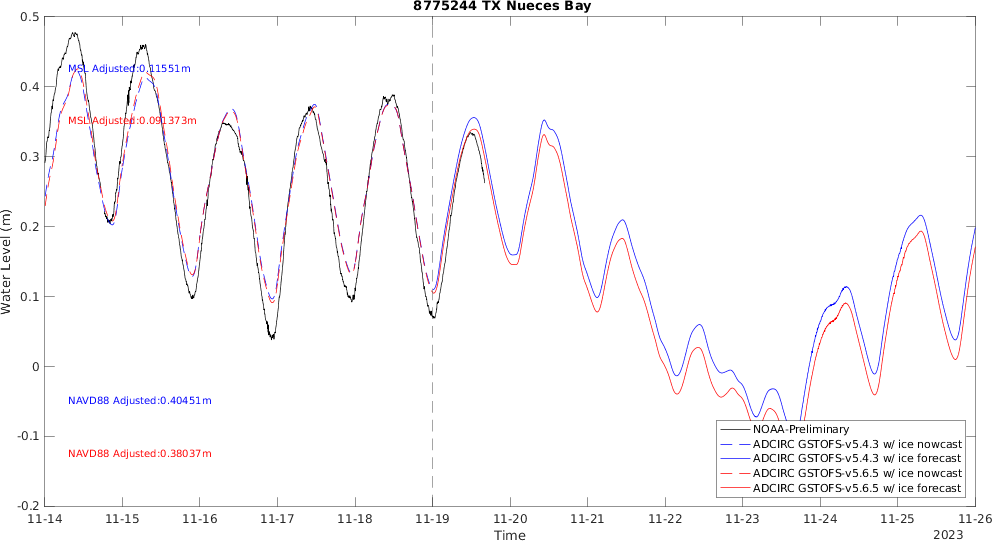 8775244 TX Nueces Bay
Water Level (m)
0.5
0.4
0.3
0.2
0.1
0
-0.1
-0.2
MSL Adjusted:0.11551m
MSL Adjusted:0.091373m
NAVD88 Adjusted:0.40451m
NAVD88 Adjusted:0.38037m
NOAA-Preliminary
ADCIRC GSTOFS-v5.4.3 w/ ice nowcast
ADCIRC GSTOFS-v5.4.3 w/ ice forecast
ADCIRC GSTOFS-v5.6.5 w/ ice nowcast
ADCIRC GSTOFS-v5.6.5 w/ ice forecast
11-14 11-15 11-16 11-17 11-18 11-19 11-20 11-21 11-22 11-23 11-24 11-25 11-26
Time
2023